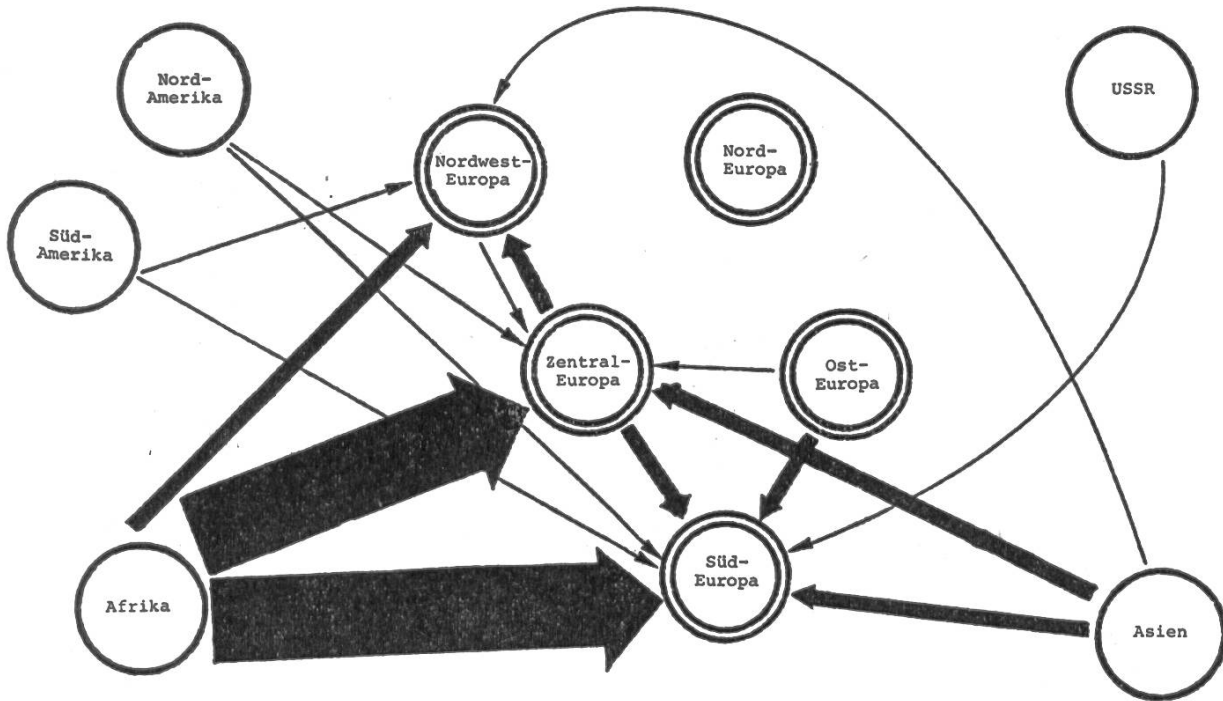 Nord-
Amerika
USSR
Nordwest-
Europa
Nord-
Europa
Süd-
Amerika
Zentral-
Europa
Ost-
Europa
Süd-
Europa
Afrika
Asien